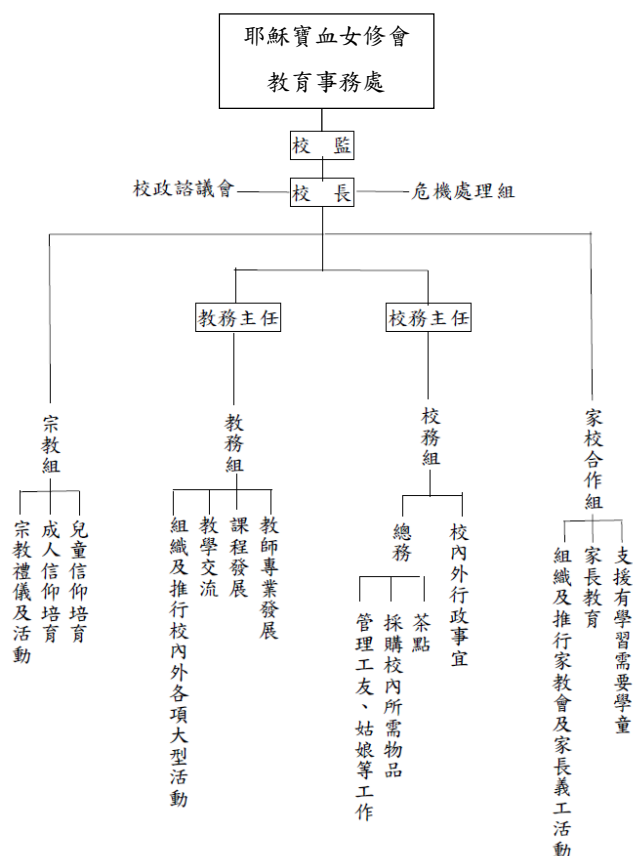 耶穌寶血女修會
教育事務處
校 監
校政諮議會
校 長
危機處理組
教務主任
校務主任
宗教組
教務組
校務組
家校合作組
宗教禮儀及活動
成人信仰培育
兒童信仰培育
組織及推行校內外各項大型活動
教學交流
課程發展
教師專業發展
總務
校內外行政事宜
管理工友、姑娘等工作
採購校內所需物品
茶點
組織及推行家教會及家長義工活動
家長教育
支援有學習需要學童